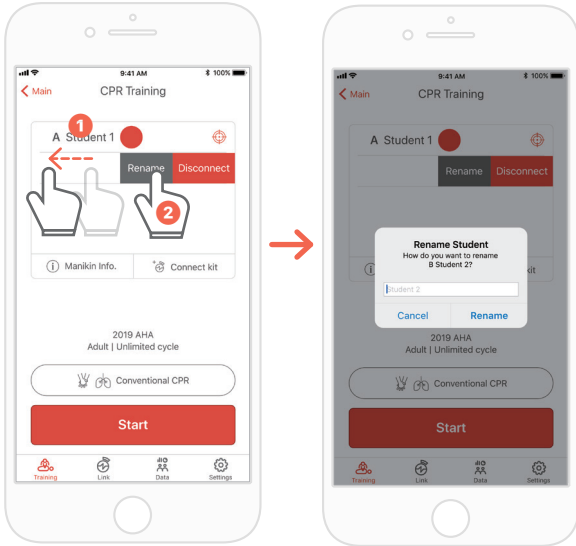 9:41 AM
100%
Main
CPR Training
1
A Student 1
Rename
Disconnect
2
Manikin Info.
Connect kit
2019 AHA
Adult | Unlimited cycle
Conventional CPR
Start
Training
Link
Data
Settings
9:41 AM
100%
Main
CPR Training
A Student 1
Rename
Disconnect
Rename Student
How do you want to rename
B Student 2?
Student 2
Cancel
Rename
kit
2019 AHA
Adult | Unlimited cycle
Conventional CPR
Start
Training
Link
Data
Settings